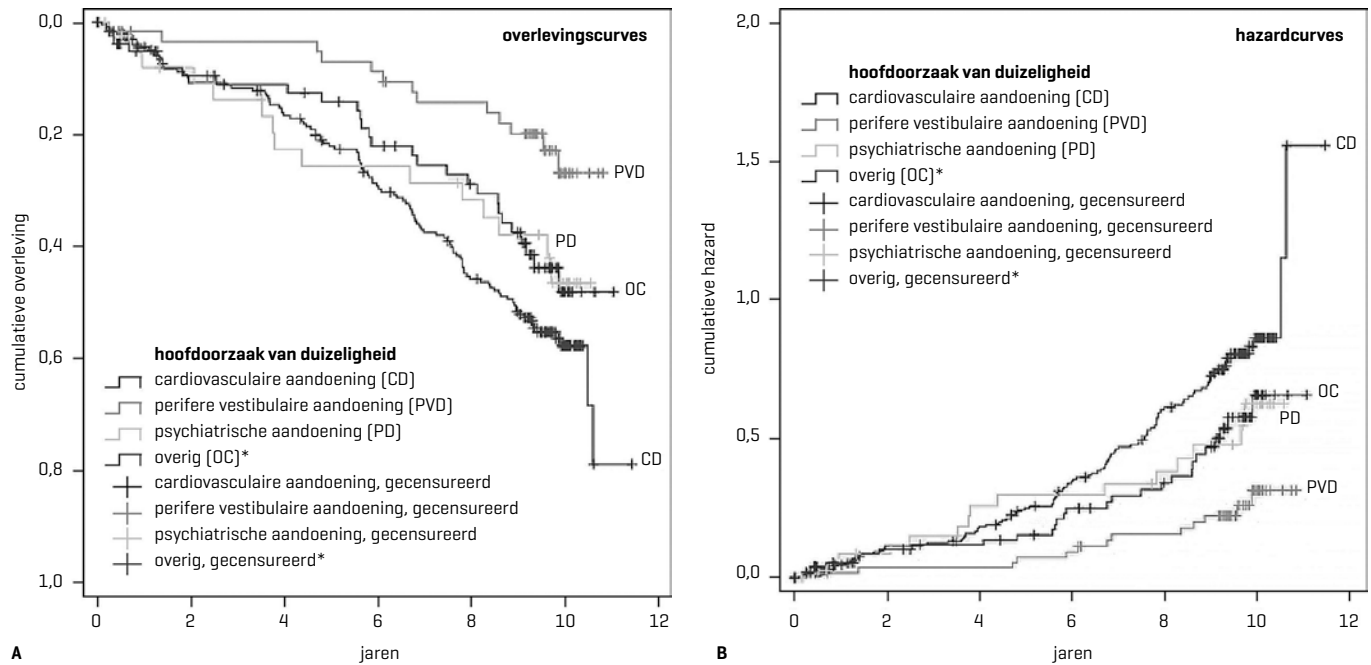 overlevingscurves
0,0
0,2
0,4
0,6
0,8
1,0
cumulatieve overleving
PVD
PD
OC
CD
hoofdoorzaak van duizeligheid
cardiovasculaire aandoening (CD)
perifere vestibulaire aandoening (PVD)
psychiatrische aandoening (PD)
overig (OC)*
cardiovasculaire aandoening, gecensureerd
perifere vestibulaire aandoening, gecensureerd
psychiatrische aandoening, gecensureerd
overig, gecensureerd*
0 2 4 6 8 10 12
A
jaren
hazardcurves
2,0
1,5
1,0
0,5
0,0
cumulatieve hazard
hoofdoorzaak van duizeligheid
cardiovasculaire aandoening (CD)
perifere vestibulaire aandoening (PVD)
psychiatrische aandoening (PD)
overig (OC)*
cardiovasculaire aandoening, gecensureerd
perifere vestibulaire aandoening, gecensureerd
psychiatrische aandoening, gecensureerd
overig, gecensureerd*
CD
OC
PD
PVD
0 2 4 6 8 10 12
B
jaren